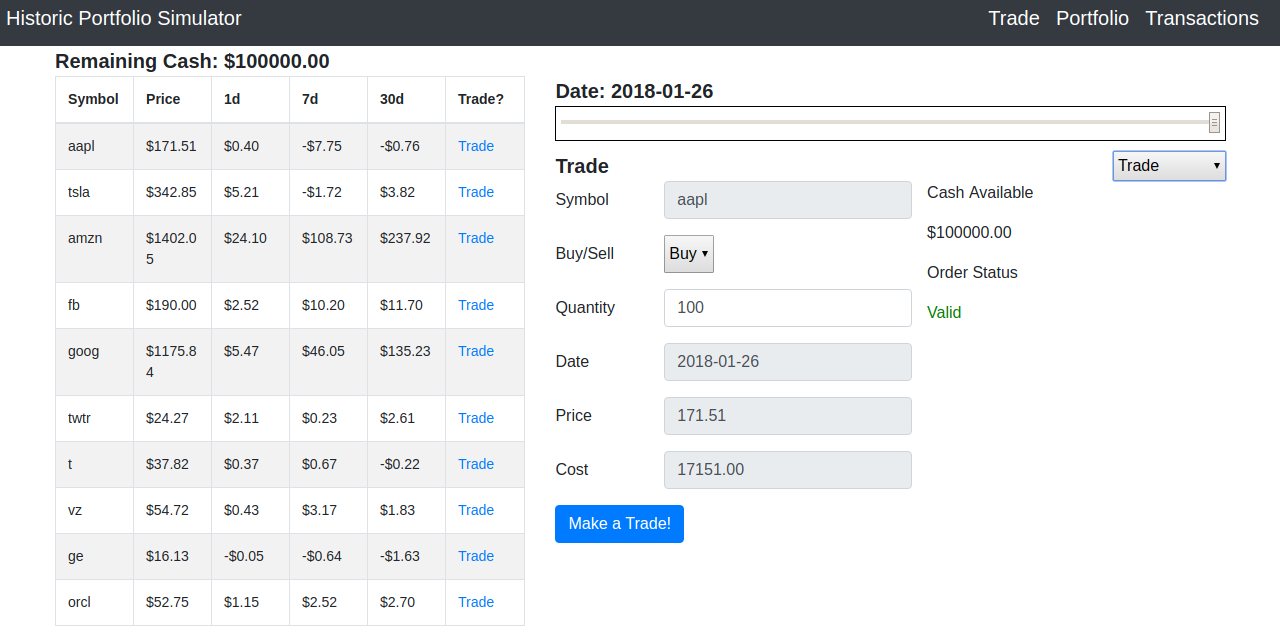 Historic Portfolio Simulator Trade Portfolio Transactions
Remaining Cash: $100000.00
Symbol Price 1d 7d 30d Trade?
aapl $171.51 $0.40 -$7.75 -$0.76 Trade
tsla $342.85 $5.21 -$1.72 $3.82 Trade
amzn $1402.0 $24.10 $108.73 $237.92 Trade
5
fb $190.00 $2.52 $10.20 $11.70 Trade
goog $1175.8 $5.47 $46.05 $135.23 Trade
4
twtr $24.27 $2.11 $0.23 $2.61 Trade
t $37.82 $0.37 $0.67 -$0.22 Trade
vz $54.72 $0.43 $3.17 $1.83 Trade
ge $16.13 -$0.05 -$0.64 -$1.63 Trade
orcl $52.75 $1.15 $2.52 $2.70 Trade
Date: 2018-01-26
Trade Trade
Symbol aapl
Buy/Sell Buy
Quantity 100
Date 2018-01-26
Price 171.51
Cost 17151.00
Make a Trade!
Cash Available
$100000.00
Order Status
Valid